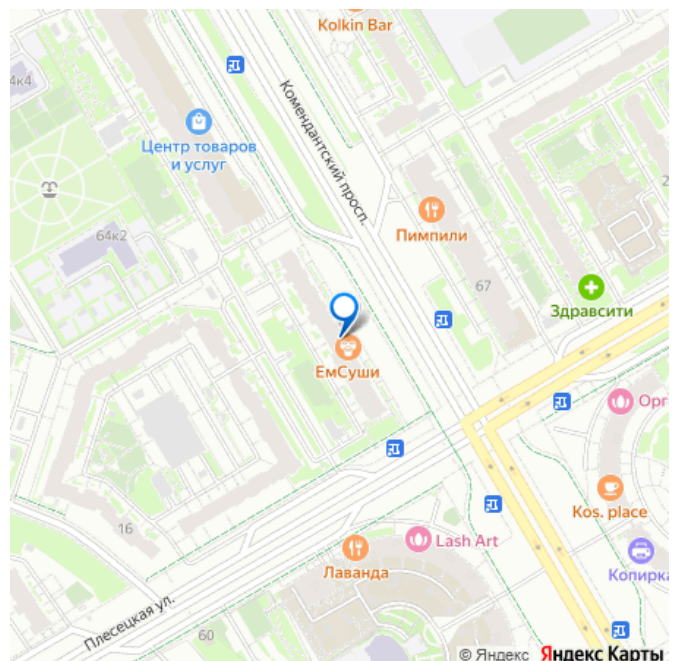 Kolkin Bar
64к4
Комендантский просп.
Центр товаров
и услуг
Пимпили
64к2
67
Здравсити
ЕмСуши
Kos. place
Lash Art
16
Лаванда
Копирка
Плесецкая ул.
60
© Яндекс Яндекс Карты